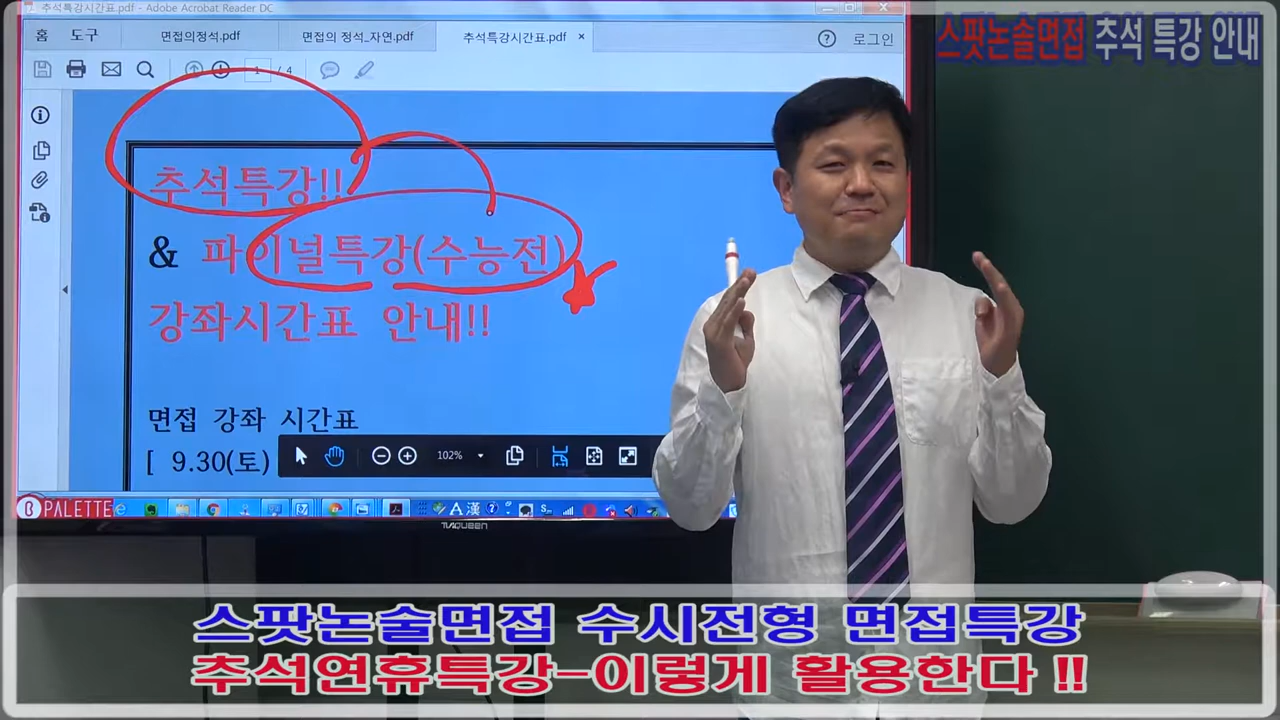 추석특강시간표.pdf - Adobe Acrobat Reader DC
스팟논술면접 추석 특강 안내
홈 도구 면접의정석.pdf 면접의 정석_자연.pdf 추석특강시간표.pdf × 로그인
1 / 4
추석특강!!
& 파이널특강(수능전)
강좌시간표 안내!!
면접 강좌 시간표
[ 9.30(토)
102%
PALETTE
A 漢
스팟논술면접 수시전형 면접특강
추석연휴특강-이렇게 활용한다 !!